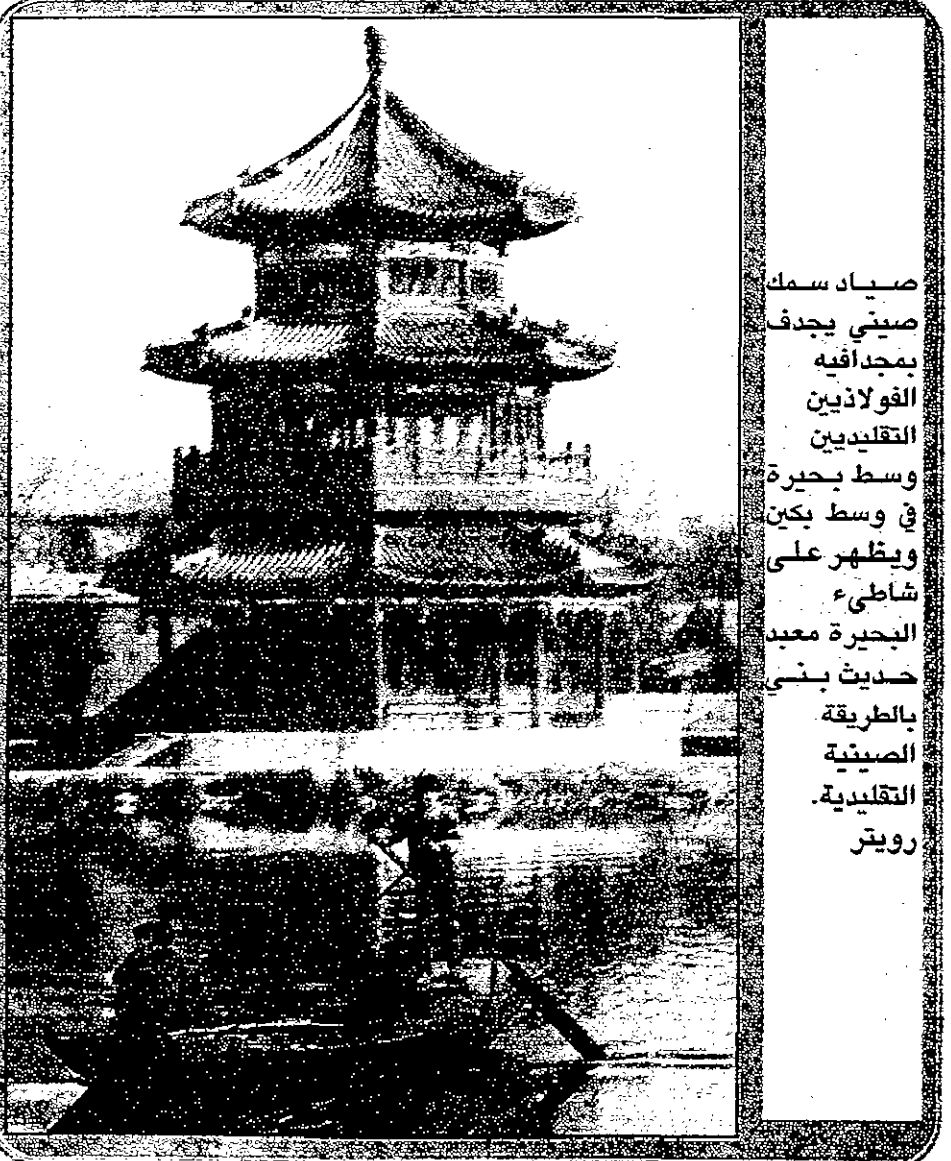 صياد سمك
صيني يجدف
بمجدافيه
الفولاذيين
التقليديين
وسط بحيرة
في وسط بكين
ويظهر على
شاطىء
البحيرة معبد
حديث بني
بالطريقة
الصينية
التقليدية.
رويتر